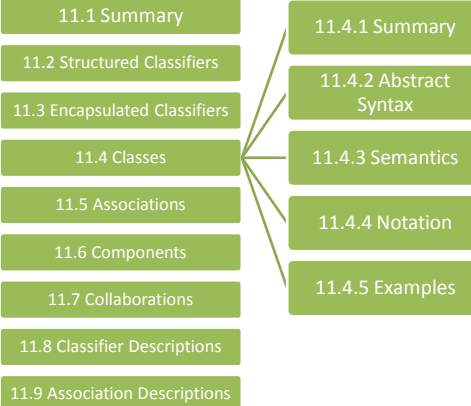 11.1 Summary
11.2 Structured Classifiers
11.3 Encapsulated Classifiers
11.4 Classes
11.5 Associations
11.6 Components
11.7 Collaborations
11.8 Classifier Descriptions
11.9 Association Descriptions
11.4.1 Summary
11.4.2 Abstract
Syntax
11.4.3 Semantics
11.4.4 Notation
11.4.5 Examples